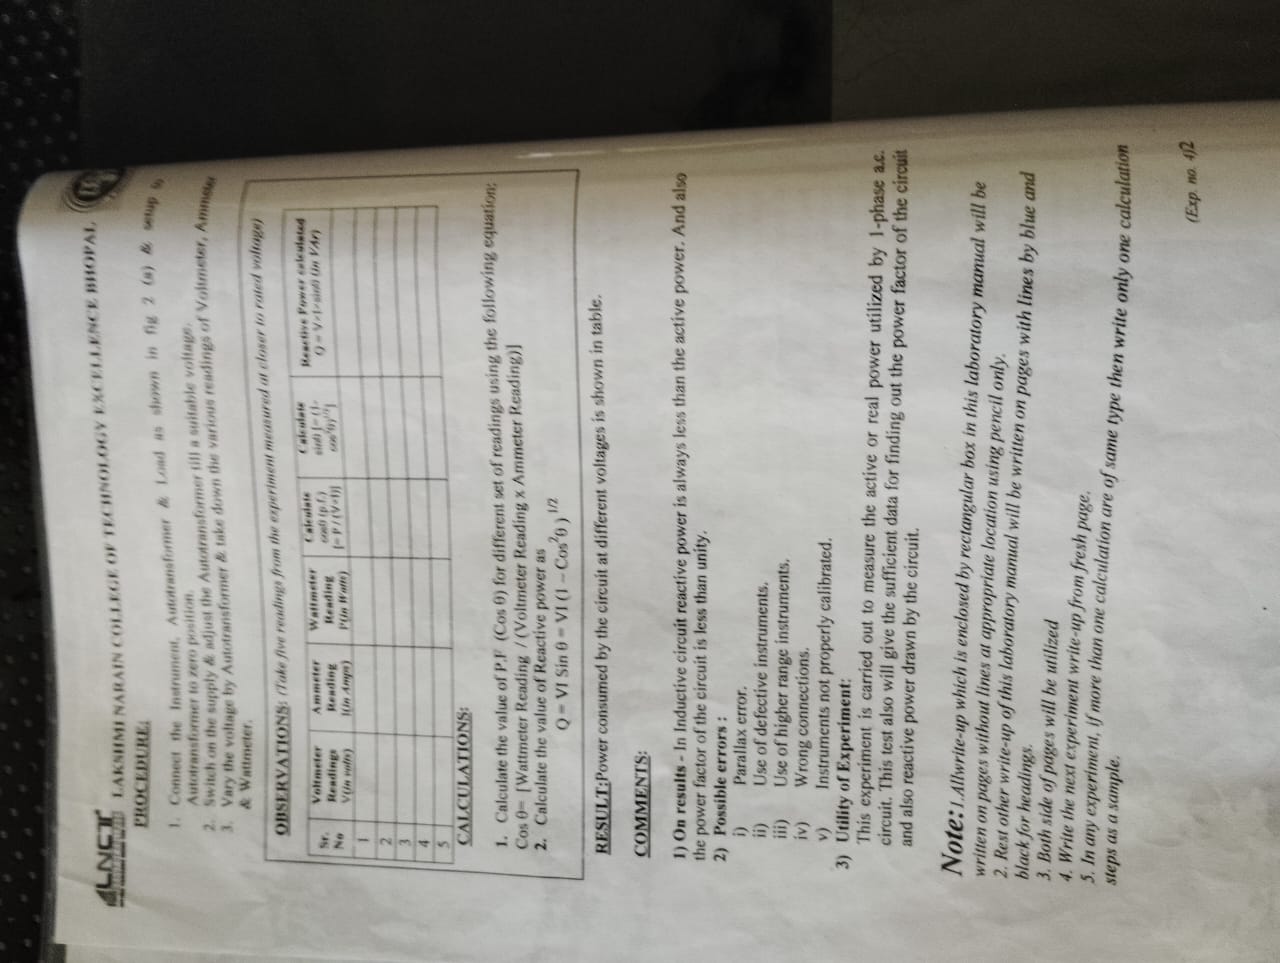 LNCT
LAKSHMI NARAIN COLLEGE OF TECHNOLOGY EXCELLENCE BHOPAL
PROCEDURE:
1. Connect the Instrument, Autotransformer & Load as shown in fig 2 (a) & setup
Autotransformer to zero position.
2. Switch on the supply & adjust the Autotransformer till a suitable voltage.
3. Vary the voltage by Autotransformer & take down the various readings of Voltmeter, Ammeter
& Wattmeter.
OBSERVATIONS: (Take five readings from the experiment measured at closer to rated voltage)
Sr. No
Voltmeter Readings V(in volts)
Ammeter Reading I(in Amps)
Wattmeter Reading P(in Watts)
Calculate cosθ (p.f.) [=P/(V×I)]
Calculate sinθ [=(1-cos²θ)^1/2]
Reactive Power calculated Q=V×I×sinθ (in VAr)
1
2
3
4
5
CALCULATIONS:
1. Calculate the value of P.F (Cos θ) for different set of readings using the following equation;
Cos θ= [Wattmeter Reading / (Voltmeter Reading x Ammeter Reading)]
2. Calculate the value of Reactive power as
Q = VI Sin θ = VI (1 – Cos²θ )^1/2
RESULT:Power consumed by the circuit at different voltages is shown in table.
COMMENTS:
1) On results - In Inductive circuit reactive power is always less than the active power. And also
the power factor of the circuit is less than unity.
2) Possible errors :
i) Parallax error.
ii) Use of defective instruments.
iii) Use of higher range instruments.
iv) Wrong connections.
v) Instruments not properly calibrated.
3) Utility of Experiment:
This experiment is carried out to measure the active or real power utilized by 1-phase a.c.
circuit. This test also will give the sufficient data for finding out the power factor of the circuit
and also reactive power drawn by the circuit.
Note: 1.Allwrite-up which is enclosed by rectangular box in this laboratory manual will be
written on pages without lines at appropriate location using pencil only.
2. Rest other write-up of this laboratory manual will be written on pages with lines by blue and
black for headings.
3. Both side of pages will be utilized
4. Write the next experiment write-up from fresh page.
5. In any experiment, if more than one calculation are of same type then write only one calculation
steps as a sample.
(Exp. no. 4)2